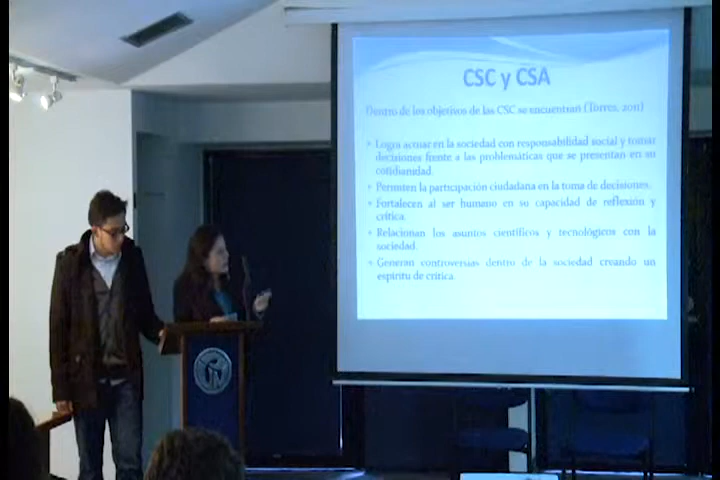 CSC y CSA
Dentro de los objetivos de las CSC se encuentran (Torres, 2011)
Logra actuar en la sociedad con responsabilidad social y tomar
decisiones frente a las problemáticas que se presentan en su
cotidianidad.
Permiten la participación ciudadana en la toma de decisiones.
Fortalecen al ser humano en su capacidad de reflexión y
crítica.
Relacionan los asuntos científicos y tecnológicos con la
sociedad.
Generan controversias dentro de la sociedad creando un
espíritu de crítica.